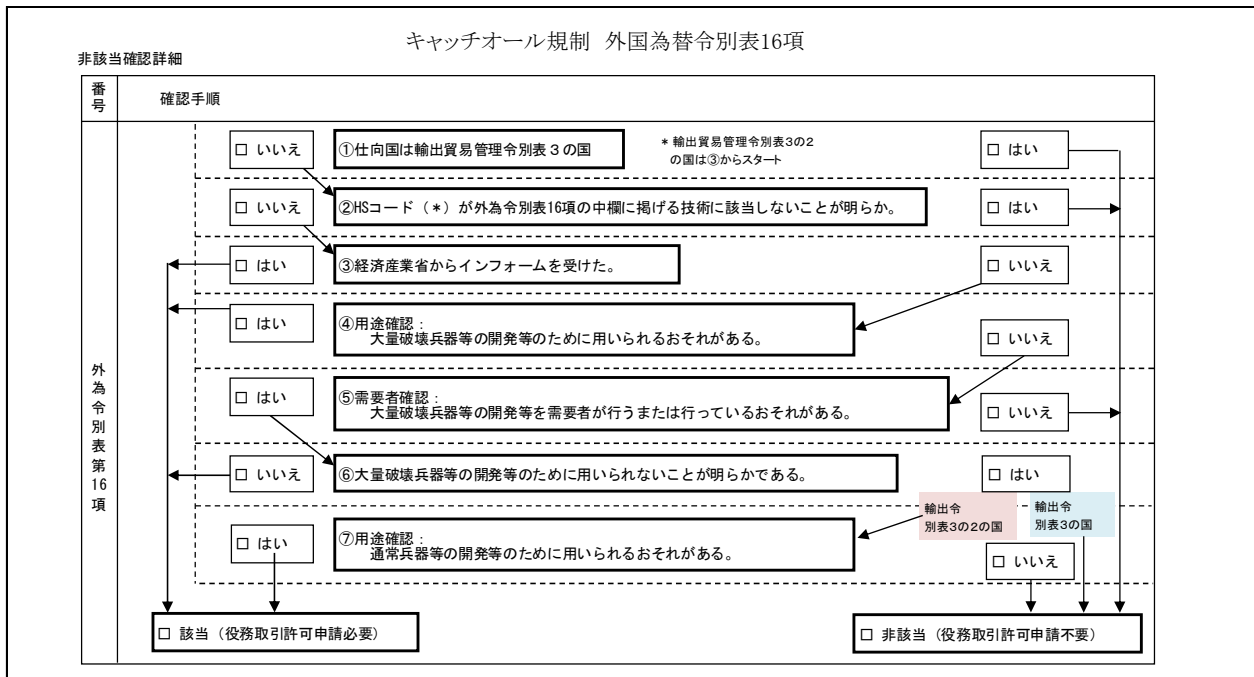 キャッチオール規制 外国為替令別表16項
非該当確認詳細
番号
確認手順
外為令別表第16項
□ いいえ
①仕向国は輸出貿易管理令別表3の国
* 輸出貿易管理令別表3の2
の国は③からスタート
□ はい
□ いいえ
②HSコード（*）が外為令別表16項の中欄に掲げる技術に該当しないことが明らか。
□ はい
□ はい
③経済産業省からインフォームを受けた。
□ いいえ
□ はい
④用途確認：
大量破壊兵器等の開発等のために用いられるおそれがある。
□ いいえ
□ はい
⑤需要者確認：
大量破壊兵器等の開発等を需要者が行うまたは行っているおそれがある。
□ いいえ
□ いいえ
⑥大量破壊兵器等の開発等のために用いられないことが明らかである。
□ はい
輸出令
別表3の2の国
輸出令
別表3の国
□ はい
⑦用途確認：
通常兵器等の開発等のために用いられるおそれがある。
□ いいえ
□ 該当（役務取引許可申請必要）
□ 非該当（役務取引許可申請不要）